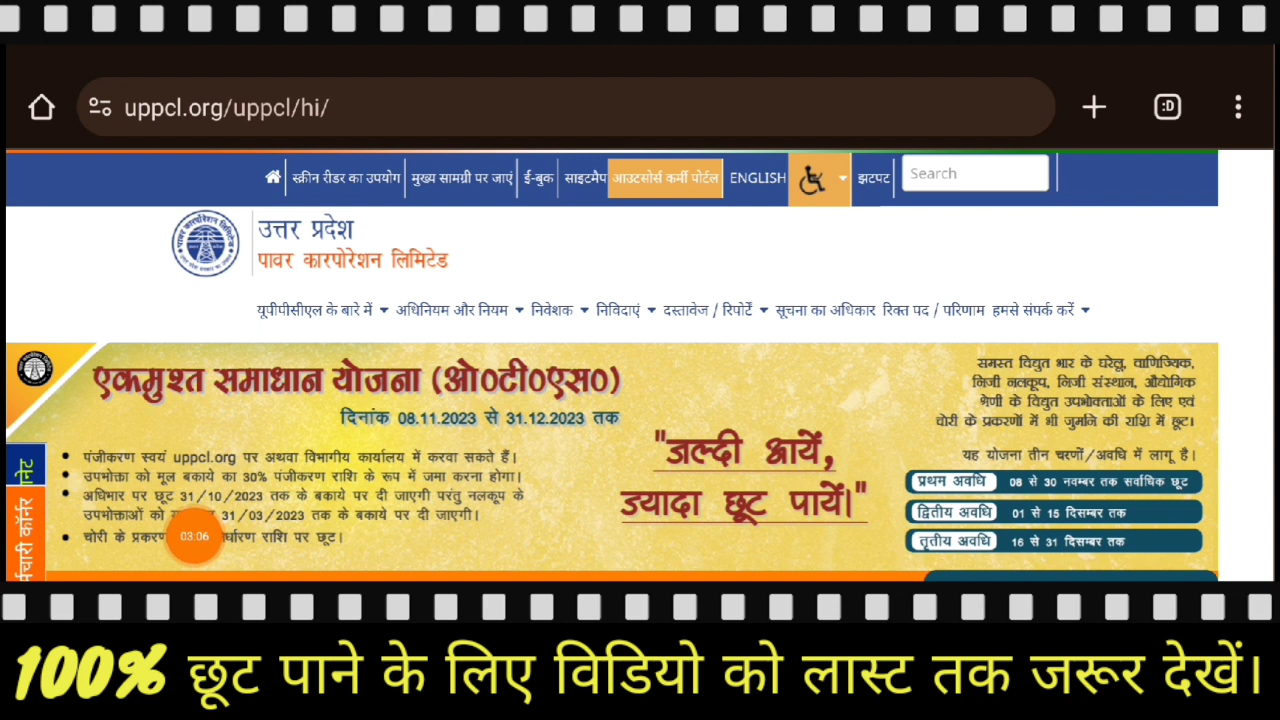 uppcl.org/uppcl/hi/
:D
स्क्रीन रीडर का उपयोग मुख्य सामग्री पर जाएं ई-बुक साइटमैप आउटसोर्स कर्मी पोर्टल ENGLISH झटपट Search
उत्तर प्रदेश
पावर कारपोरेशन लिमिटेड
यूपीपीसीएल के बारे में अधिनियम और नियम निवेशक निविदाएं दस्तावेज / रिपोर्टें सूचना का अधिकार रिक्त पद / परिणाम हमसे संपर्क करें
एकमुश्त समाधान योजना (ओ0टी0एस0)
दिनांक 08.11.2023 से 31.12.2023 तक
पंजीकरण स्वयं uppcl.org पर अथवा विभागीय कार्यालय में करवा सकते हैं।
उपभोक्ता को मूल बकाये का 30% पंजीकरण राशि के रूप में जमा करना होगा।
अधिभार पर छूट 31/10/2023 तक के बकाये पर दी जाएगी परंतु नलकूप के
उपभोक्ताओं को 31/03/2023 तक के बकाये पर दी जाएगी।
चोरी के प्रकरण राशि पर छूट।
03:06
"जल्दी आयें,
ज्यादा छूट पायें।"
समस्त विद्युत भार के घरेलू, वाणिज्यिक,
निजी नलकूप, निजी संस्थान, औद्योगिक
श्रेणी के विद्युत उपभोक्ताओं के लिए एवं
चोरी के प्रकरणों में भी जुर्माने की राशि में छूट।
यह योजना तीन चरणों/अवधि में लागू है।
प्रथम अवधि 08 से 30 नवम्बर तक सर्वाधिक छूट
द्वितीय अवधि 01 से 15 दिसम्बर तक
तृतीय अवधि 16 से 31 दिसम्बर तक
कॉर्नर
100% छूट पाने के लिए विडियो को लास्ट तक जरूर देखें।